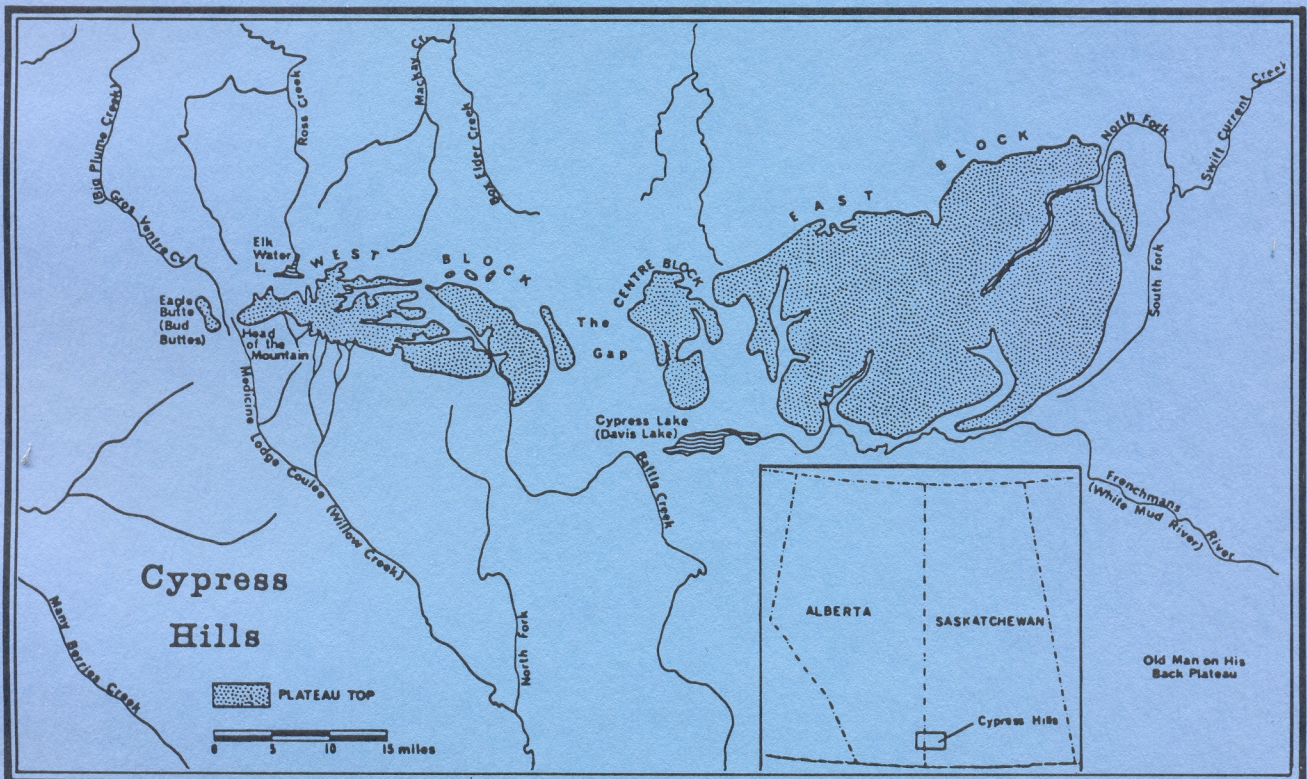 (Big Plume Creek)
Gros Ventre Cr.
Ross Creek
Mackay Cr.
Box Elder Creek
North Fork
Swift Current Creek
South Fork
EAST BLOCK
Elk
Water
L.
WEST BLOCK
CENTRE BLOCK
Eagle
Butte
(Bud
Buttes)
Head
of the
Mountain
The
Gap
Medicine Lodge Coulee (Willow Creek)
Cypress Lake
(Davis Lake)
Battle Creek
Frenchmans River
(White Mud River)
Cypress
Hills
Many Berries Creek
North Fork
PLATEAU TOP
0 5 10 15 miles
ALBERTA
SASKATCHEWAN
Cypress Hills
Old Man on His
Back Plateau